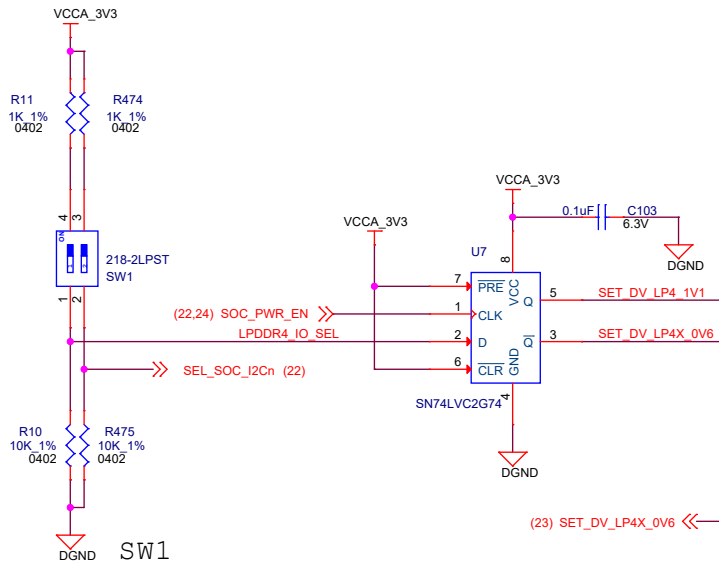 VCCA_3V3
R11
1K_1%
0402
R474
1K_1%
0402
4
3
ON
218-2LPST
SW1
1
2
VCCA_3V3
VCCA_3V3
0.1uF
C103
6.3V
DGND
U7
8
7
PRE
VCC
Q
5
SET_DV_LP4_1V1
(22,24) SOC_PWR_EN
1
CLK
LPDDR4_IO_SEL
2
D
Q
3
SET_DV_LP4X_0V6
6
CLR
GND
SEL_SOC_I2Cn (22)
SN74LVC2G74
4
DGND
R10
10K_1%
0402
R475
10K_1%
0402
DGND
SW1
(23) SET_DV_LP4X_0V6